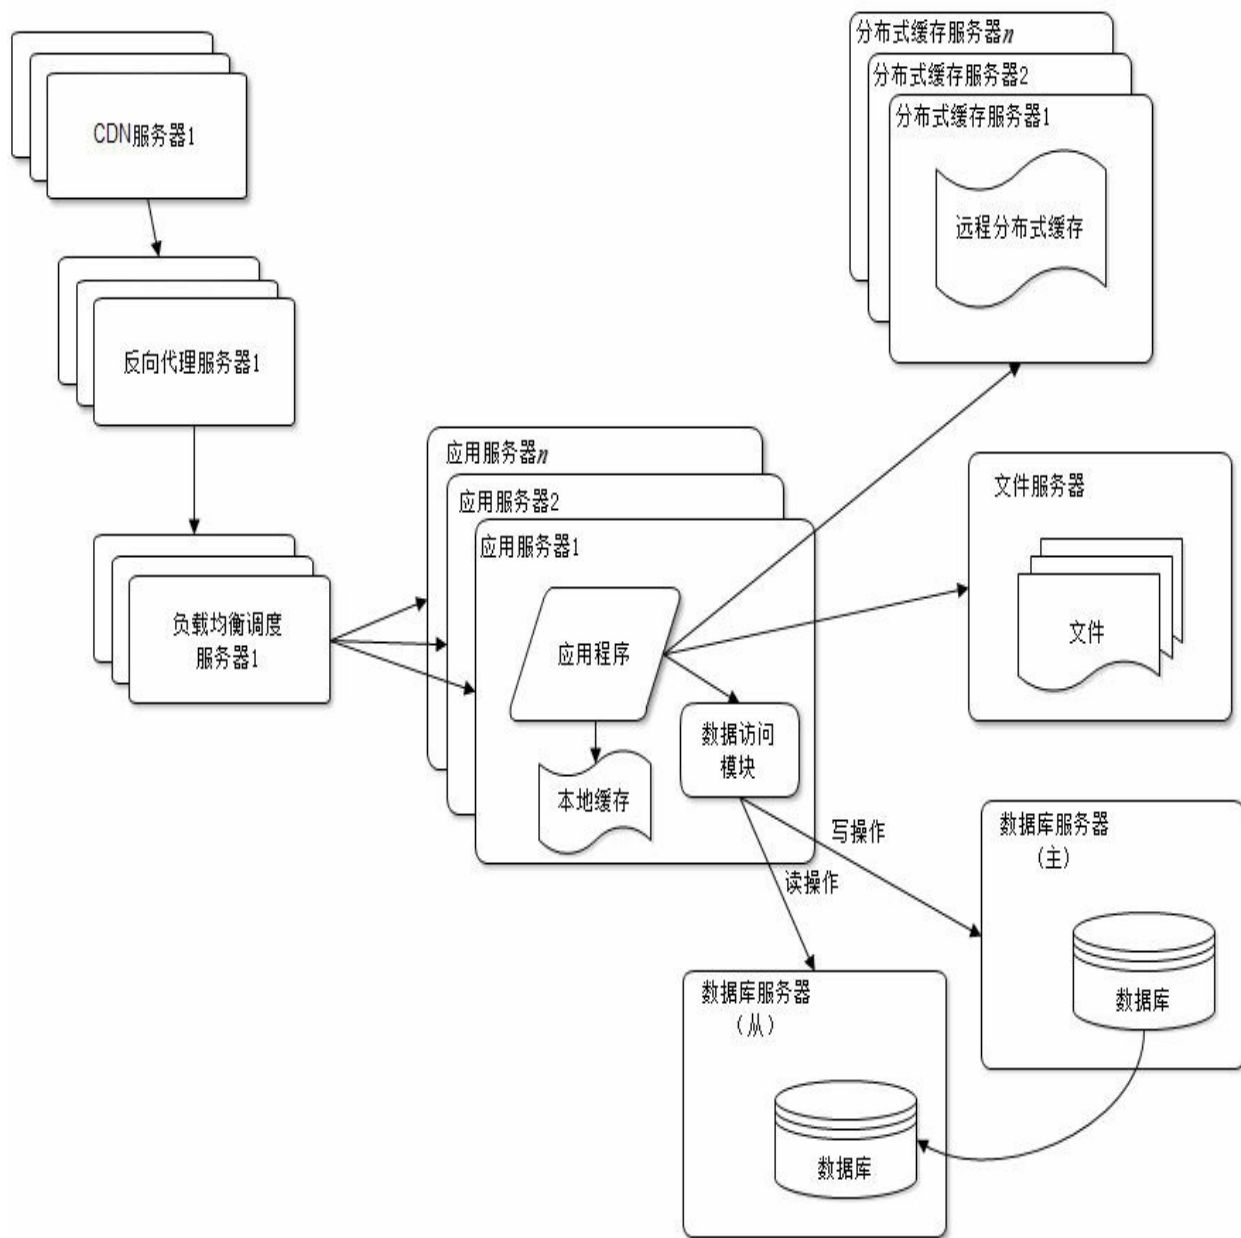 CDN服务器1
反向代理服务器1
负载均衡调度
服务器1
应用服务器n
应用服务器2
应用服务器1
应用程序
本地缓存
数据访问
模块
分布式缓存服务器n
分布式缓存服务器2
分布式缓存服务器1
远程分布式缓存
文件服务器
文件
写操作
读操作
数据库服务器
(主)
数据库
数据库服务器
(从)
数据库